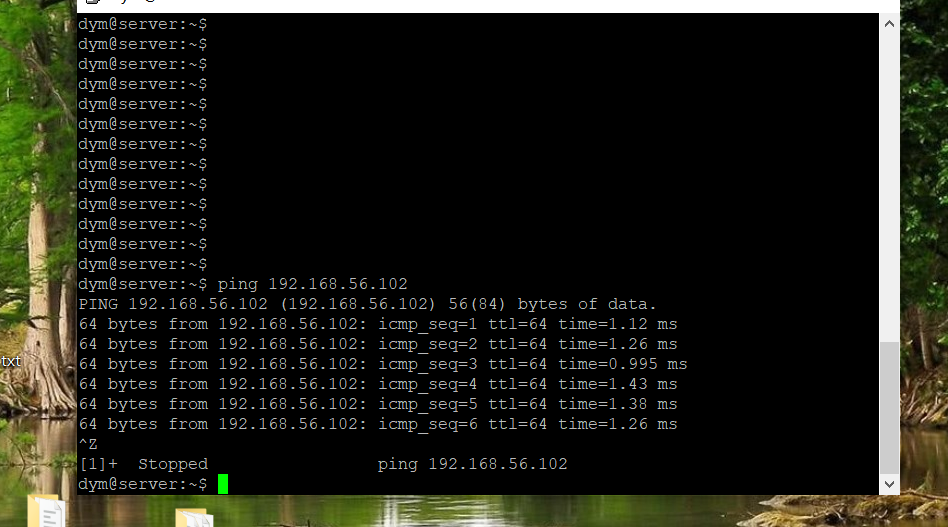 dym@server:~$
dym@server:~$
dym@server:~$
dym@server:~$
dym@server:~$
dym@server:~$
dym@server:~$
dym@server:~$
dym@server:~$
dym@server:~$
dym@server:~$
dym@server:~$
dym@server:~$
dym@server:~$ ping 192.168.56.102
PING 192.168.56.102 (192.168.56.102) 56(84) bytes of data.
64 bytes from 192.168.56.102: icmp_seq=1 ttl=64 time=1.12 ms
64 bytes from 192.168.56.102: icmp_seq=2 ttl=64 time=1.26 ms
64 bytes from 192.168.56.102: icmp_seq=3 ttl=64 time=0.995 ms
64 bytes from 192.168.56.102: icmp_seq=4 ttl=64 time=1.43 ms
64 bytes from 192.168.56.102: icmp_seq=5 ttl=64 time=1.38 ms
64 bytes from 192.168.56.102: icmp_seq=6 ttl=64 time=1.26 ms
^Z
[1]+  Stopped                 ping 192.168.56.102
dym@server:~$
txt